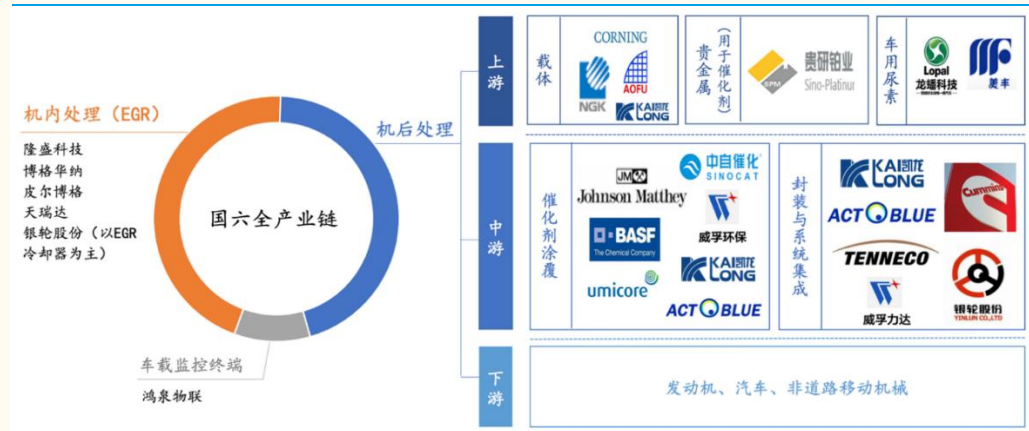 机内处理（EGR）
隆盛科技
博格华纳
皮尔博格
天瑞达
银轮股份（以EGR
冷却器为主）
国六全产业链
机后处理
车载监控终端
鸿泉物联
上游
载体
CORNING
NGK
AOFU
KAI凯龙
LONG
贵金属
（用于催化剂）
SPM
贵研铂业
Sino-Platinur
车用尿素
Lopal
龙蟠科技
美丰
中游
催化剂涂覆
JM
Johnson Matthey
中自催化
SINOCAT
BASF
The Chemical Company
威孚环保
umicore
KAI凯龙
LONG
ACTBLUE
封装与系统集成
KAI凯龙
LONG
Cummins
ACTBLUE
TENNECO
威孚力达
银轮股份
YINLUN CO.,LTD
下游
发动机、汽车、非道路移动机械